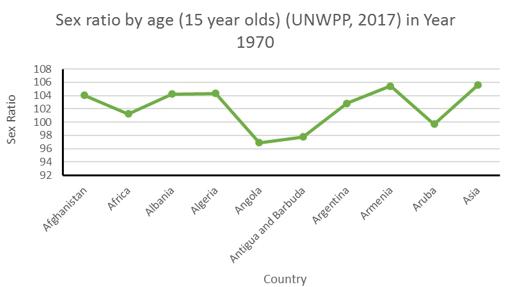 Sex ratio by age (15 year olds) (UNWPP, 2017) in Year
1970
Sex Ratio
108
106
104
102
100
98
96
94
92
Afghanistan
Africa
Albania
Algeria
Angola
Antigua and Barbuda
Argentina
Armenia
Aruba
Asia
Country